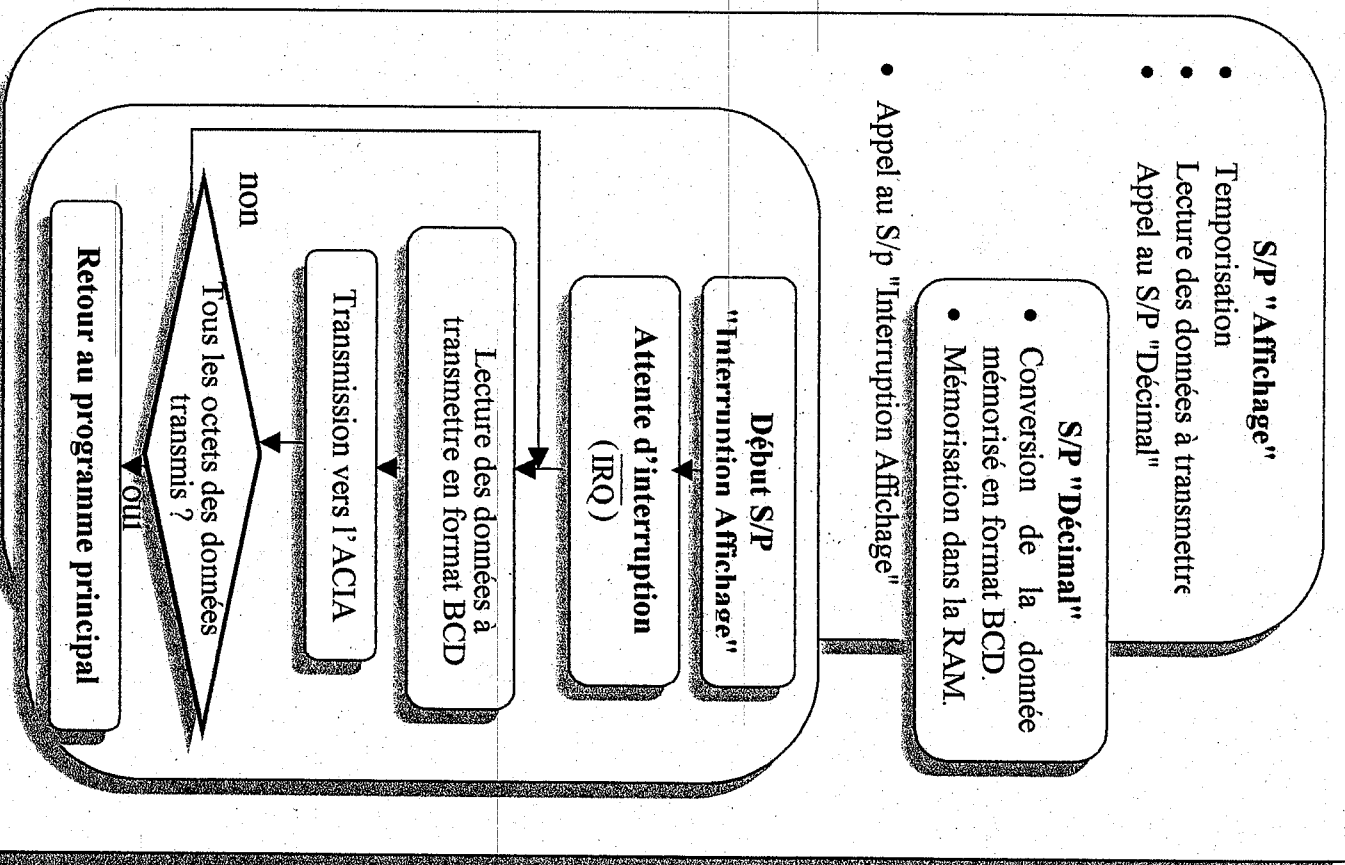 S/P "Affichage"
• Temporisation
• Lecture des données à transmettre
• Appel au S/P "Décimal"
S/P "Décimal"
• Conversion de la donnée
mémorisé en format BCD.
• Mémorisation dans la RAM.
• Appel au S/p "Interruption Affichage"
Début S/P
"Interruption Affichage"
Attente d'interruption
(IRQ)
Lecture des données à
transmettre en format BCD
Transmission vers l'ACIA
non
Tous les octets des données
transmis ?
oui
Retour au programme principal